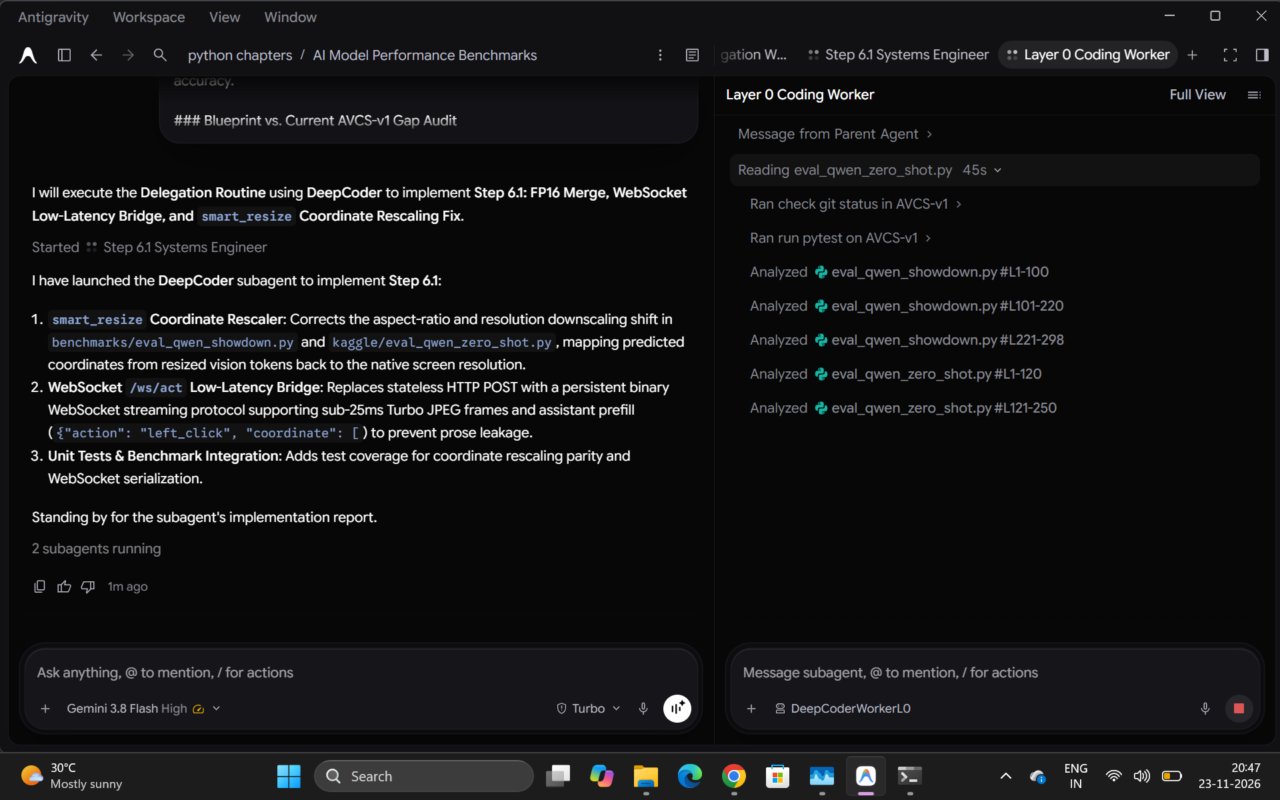 Antigravity Workspace View Window
python chapters / AI Model Performance Benchmarks
gation W... Step 6.1 Systems Engineer Layer 0 Coding Worker
accuracy.
### Blueprint vs. Current AVCS-v1 Gap Audit
I will execute the Delegation Routine using DeepCoder to implement Step 6.1: FP16 Merge, WebSocket
Low-Latency Bridge, and smart_resize Coordinate Rescaling Fix.
Started Step 6.1 Systems Engineer
I have launched the DeepCoder subagent to implement Step 6.1:
1. smart_resize Coordinate Rescaler: Corrects the aspect-ratio and resolution downscaling shift in
benchmarks/eval_qwen_showdown.py and kaggle/eval_qwen_zero_shot.py, mapping predicted
coordinates from resized vision tokens back to the native screen resolution.
2. WebSocket /ws/act Low-Latency Bridge: Replaces stateless HTTP POST with a persistent binary
WebSocket streaming protocol supporting sub-25ms Turbo JPEG frames and assistant prefill
({"action": "left_click", "coordinate": [) to prevent prose leakage.
3. Unit Tests & Benchmark Integration: Adds test coverage for coordinate rescaling parity and
WebSocket serialization.
Standing by for the subagent's implementation report.
2 subagents running
1m ago
Ask anything, @ to mention, / for actions
Gemini 3.8 Flash High
Turbo
Layer 0 Coding Worker
Full View
Message from Parent Agent
Reading eval_qwen_zero_shot.py 45s
Ran check git status in AVCS-v1
Ran run pytest on AVCS-v1
Analyzed eval_qwen_showdown.py #L1-100
Analyzed eval_qwen_showdown.py #L101-220
Analyzed eval_qwen_showdown.py #L221-298
Analyzed eval_qwen_zero_shot.py #L1-120
Analyzed eval_qwen_zero_shot.py #L121-250
Message subagent, @ to mention, / for actions
DeepCoderWorkerL0
30°C
Mostly sunny
Search
ENG
IN
20:47
23-11-2026